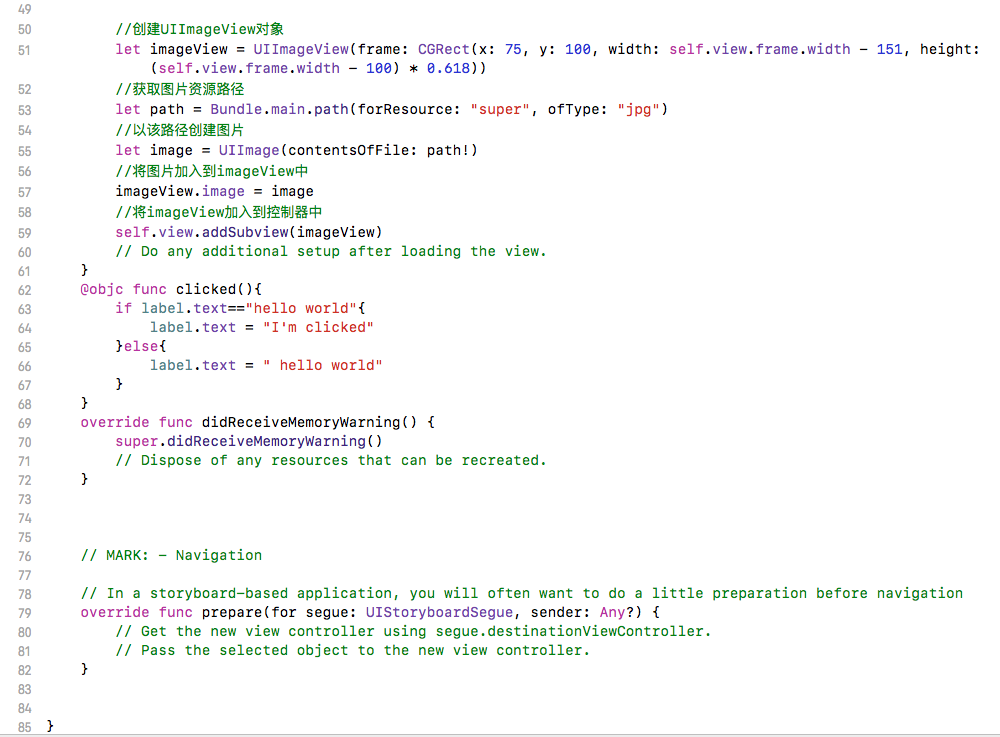 49
50 //创建UIImageView对象
51 let imageView = UIImageView(frame: CGRect(x: 75, y: 100, width: self.view.frame.width - 151, height:
(self.view.frame.width - 100) * 0.618))
52 //获取图片资源路径
53 let path = Bundle.main.path(forResource: "super", ofType: "jpg")
54 //以该路径创建图片
55 let image = UIImage(contentsOfFile: path!)
56 //将图片加入到imageView中
57 imageView.image = image
58 //将imageView加入到控制器中
59 self.view.addSubview(imageView)
60 // Do any additional setup after loading the view.
61 }
62 @objc func clicked(){
63 if label.text=="hello world"{
64 label.text = "I'm clicked"
65 }else{
66 label.text = " hello world"
67 }
68 }
69 override func didReceiveMemoryWarning() {
70 super.didReceiveMemoryWarning()
71 // Dispose of any resources that can be recreated.
72 }
73
74
75
76 // MARK: - Navigation
77
78 // In a storyboard-based application, you will often want to do a little preparation before navigation
79 override func prepare(for segue: UIStoryboardSegue, sender: Any?) {
80 // Get the new view controller using segue.destinationViewController.
81 // Pass the selected object to the new view controller.
82 }
83
84
85 }